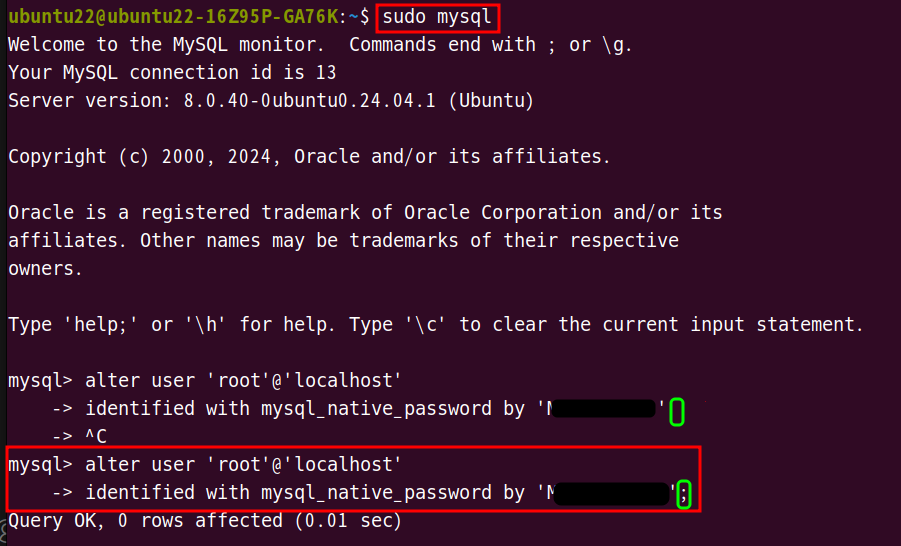 ubuntu22@ubuntu22-16Z95P-GA76K:~$ sudo mysql
Welcome to the MySQL monitor.  Commands end with ; or \g.
Your MySQL connection id is 13
Server version: 8.0.40-0ubuntu0.24.04.1 (Ubuntu)
Copyright (c) 2000, 2024, Oracle and/or its affiliates.
Oracle is a registered trademark of Oracle Corporation and/or its
affiliates. Other names may be trademarks of their respective
owners.
Type 'help;' or '\h' for help. Type '\c' to clear the current input statement.
mysql> alter user 'root'@'localhost'
    -> identified with mysql_native_password by '
    -> ^C
mysql> alter user 'root'@'localhost'
    -> identified with mysql_native_password by '';
Query OK, 0 rows affected (0.01 sec)